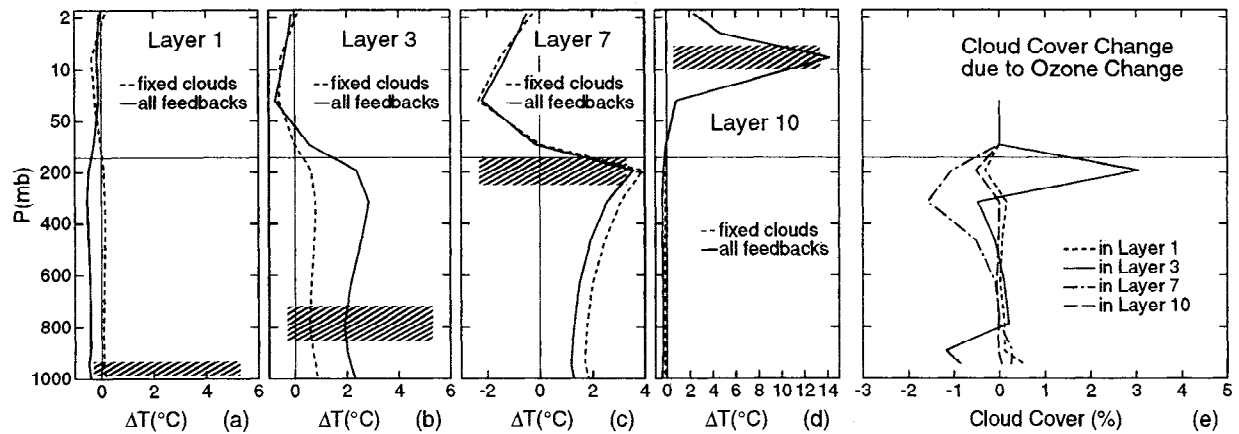 2
10
50
200
400
600
800
1000
P(mb)
Layer 1
fixed clouds
all feedbacks
0 2 4 6
ΔT(°C) (a)
Layer 3
fixed clouds
all feedbacks
0 2 4 6
ΔT(°C) (b)
Layer 7
fixed clouds
all feedbacks
-2 0 2 4
ΔT(°C) (c)
Layer 10
fixed clouds
all feedbacks
0 2 4 6 8 10 12 14
ΔT(°C) (d)
Cloud Cover Change
due to Ozone Change
in Layer 1
in Layer 3
in Layer 7
in Layer 10
-3 -2 -1 0 1 2 3 4 5
Cloud Cover (%) (e)